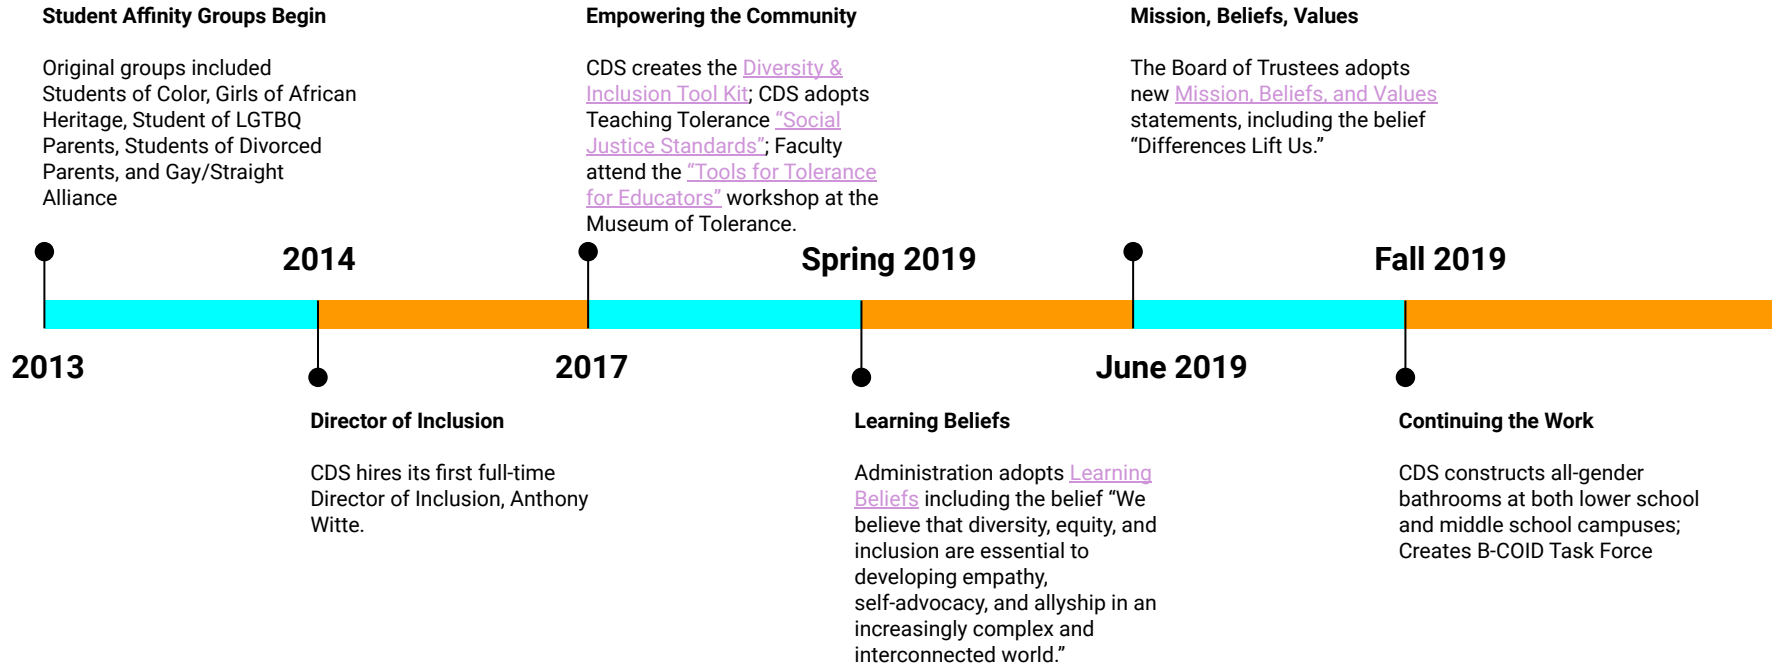 Student Affinity Groups Begin
Original groups included
Students of Color, Girls of African
Heritage, Student of LGTBQ
Parents, Students of Divorced
Parents, and Gay/Straight
Alliance
Empowering the Community
CDS creates the Diversity &
Inclusion Tool Kit; CDS adopts
Teaching Tolerance “Social
Justice Standards”; Faculty
attend the “Tools for Tolerance
for Educators” workshop at the
Museum of Tolerance.
Mission, Beliefs, Values
The Board of Trustees adopts
new Mission, Beliefs, and Values
statements, including the belief
“Differences Lift Us.”
2014
Spring 2019
Fall 2019
2013
2017
June 2019
Director of Inclusion
CDS hires its first full-time
Director of Inclusion, Anthony
Witte.
Learning Beliefs
Administration adopts Learning
Beliefs including the belief “We
believe that diversity, equity, and
inclusion are essential to
developing empathy,
self-advocacy, and allyship in an
increasingly complex and
interconnected world.”
Continuing the Work
CDS constructs all-gender
bathrooms at both lower school
and middle school campuses;
Creates B-COID Task Force